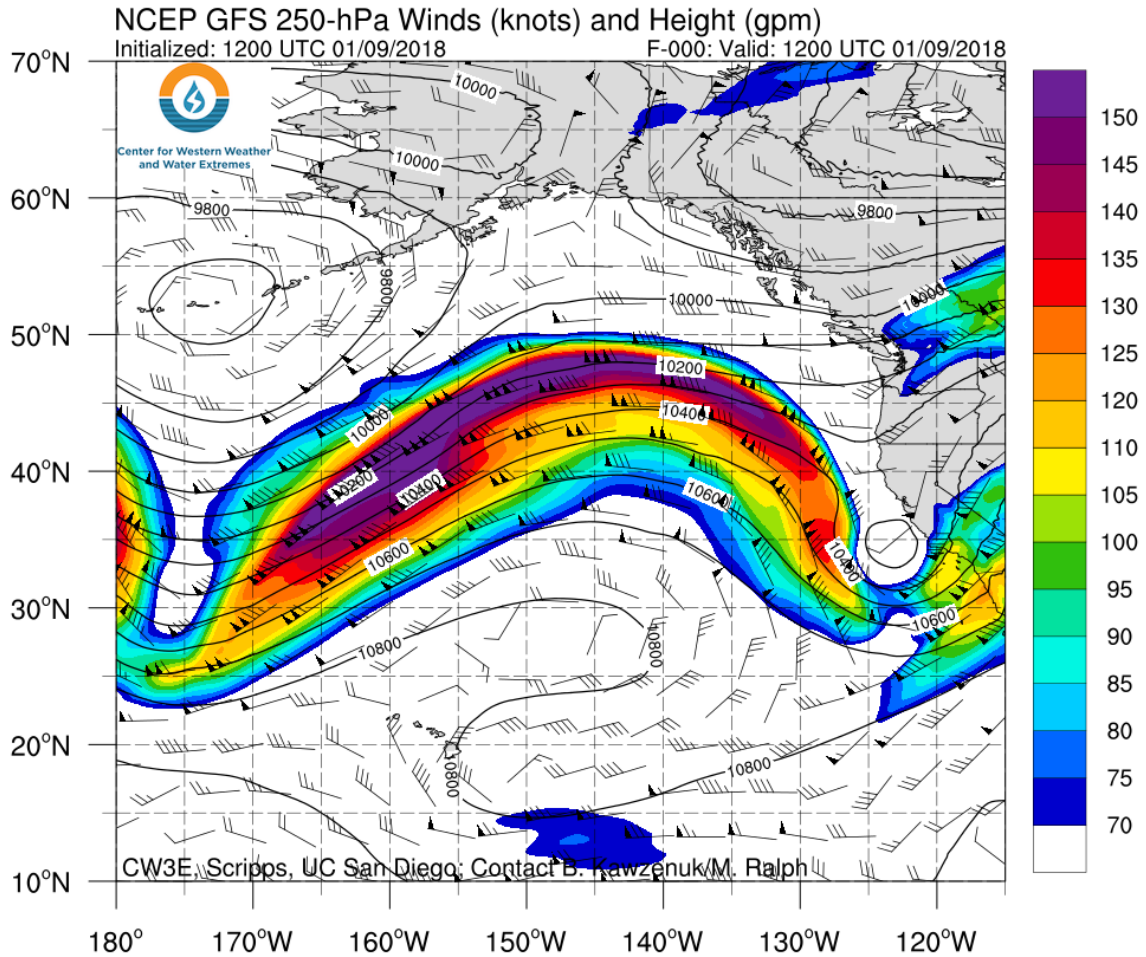 NCEP GFS 250-hPa Winds (knots) and Height (gpm)
Initialized: 1200 UTC 01/09/2018
F-000: Valid: 1200 UTC 01/09/2018
Center for Western Weather
and Water Extremes
70°N
60°N
50°N
40°N
30°N
20°N
10°N
10000
10000
9800
9800
9800
10000
10000
10200
10000
10400
10200
10400
10600
10600
10400
10600
10800
10800
10800
10800
CW3E, Scripps, UC San Diego; Contact B. Kawzenuk/M. Ralph
180°
170°W
160°W
150°W
140°W
130°W
120°W
150
145
140
135
130
125
120
115
110
105
100
95
90
85
80
75
70